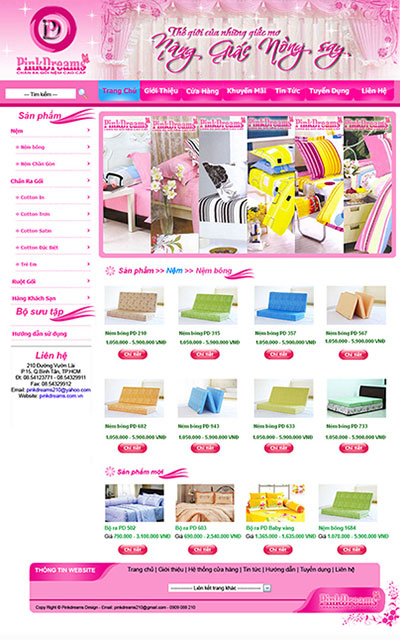 PinkDreams
CHĂN RA GỐI NỆM CAO CẤP
Thế giới của những giấc mơ
Nàng Giấc Nồng say
--- Tìm kiếm ---
Trang Chủ Giới Thiệu Cửa Hàng Khuyến Mãi Tin Tức Tuyển Dụng Liên Hệ
Sản phẩm
Nệm
Nệm bông
Nệm Chần Gòn
Chăn Ra Gối
Cotton In
Cotton Trơn
Cotton Satin
Cotton Đặc Biệt
Trẻ Em
Ruột Gối
Hàng Khách Sạn
Bộ sưu tập
Hướng dẫn sử dụng
Liên hệ
210 Đường Vườn Lài
P.15, Q.Bình Tân, TP.HCM
Đt: 08.54123771 - 08.54329911
Fax: 08.54329912
Email: pinkdreams210@yahoo.com
Website: pinkdreams.com.vn
PinkDreams PinkDreams PinkDreams PinkDreams PinkDreams PinkDreams
Sản phẩm >> Nệm >> Nệm bông
Nệm bông PD 210 Nệm bông PD 315 Nệm bông PD 357 Nệm bông PD 567
1.050.000 - 5.900.000 VNĐ 1.050.000 - 5.900.000 VNĐ 1.050.000 - 5.900.000 VNĐ 1.050.000 - 5.900.000 VNĐ
Chi tiết Chi tiết Chi tiết Chi tiết
Nệm bông PD 602 Nệm bông PD 943 Nệm bông PD 633 Nệm bông PD 733
1.050.000 - 5.900.000 VNĐ 1.050.000 - 5.900.000 VNĐ 1.050.000 - 5.900.000 VNĐ 1.050.000 - 5.900.000 VNĐ
Chi tiết Chi tiết Chi tiết Chi tiết
Sản phẩm mới
Bộ ra PD 502 Bộ ra PD 603 Bộ ra PD Baby vàng Nệm bông 1684
Giá 790.000 - 3.100.000 VNĐ Giá 690.000 - 2.540.000 VNĐ Giá 1.365.000 - 1.635.000 VNĐ Giá 1.070.000 - 5.900.000 VNĐ
Chi tiết Chi tiết Chi tiết Chi tiết
THÔNG TIN WEBSITE
Trang chủ | Giới thiệu | Hệ thống cửa hàng | Tin tức | Hướng dẫn | Tuyển dụng | Liên hệ
Liên kết trang khác
PinkDreams
Copy Right © Pinkdreams Design - Email: pinkdreams210@gmail.com - 0909 088 210